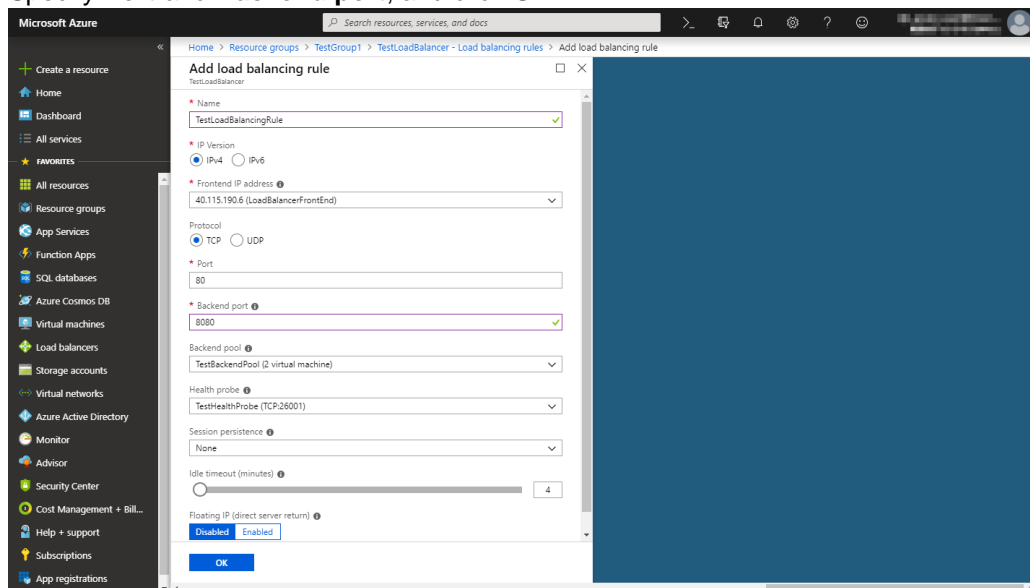 Microsoft Azure
Search resources, services, and docs
Home > Resource groups > TestGroup1 > TestLoadBalancer - Load balancing rules > Add load balancing rule
Create a resource
Home
Dashboard
All services
FAVORITES
All resources
Resource groups
App Services
Function Apps
SQL databases
Azure Cosmos DB
Virtual machines
Load balancers
Storage accounts
Virtual networks
Azure Active Directory
Monitor
Advisor
Security Center
Cost Management + Bill...
Help + support
Subscriptions
App registrations
Add load balancing rule
TestLoadBalancer
* Name
TestLoadBalancingRule
* IP Version
IPv4 IPv6
* Frontend IP address
40.115.190.6 (LoadBalancerFrontEnd)
Protocol
TCP UDP
* Port
80
* Backend port
8080
Backend pool
TestBackendPool (2 virtual machine)
Health probe
TestHealthProbe (TCP:26001)
Session persistence
None
Idle timeout (minutes)
4
Floating IP (direct server return)
Disabled Enabled
OK